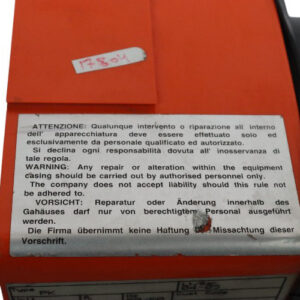 17804
ATTENZIONE: Qualunque intervento o riparazione all interno
dell' apparecchiatura deve essere effettuato solo ed
esclusivamente da personale qualificato ed autorizzato.
Si declina ogni responsabilità dovuta all' inosservanza di
tale regola.
WARNING: Any repair or alteration within the equipment
casing should be carried out by authorised personnel only.
The company does not accept liability should this rule not
be adhered to.
VORSICHT: Reparatur oder Änderung innerhalb des
Gahäuses darf nur von berechtigtem Personal ausgeführt
werden.
Die Firma übernimmt keine Haftung bei Missachtung dieser
Vorschrift.
Type